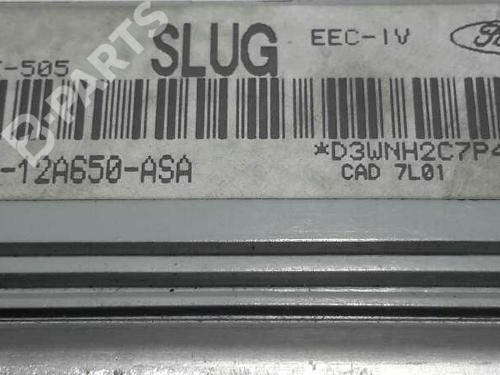 -505 SLUG EEC-IV
D-PARTS
-12A650-ASA *D3WNH2C7P4
CAD 7L01